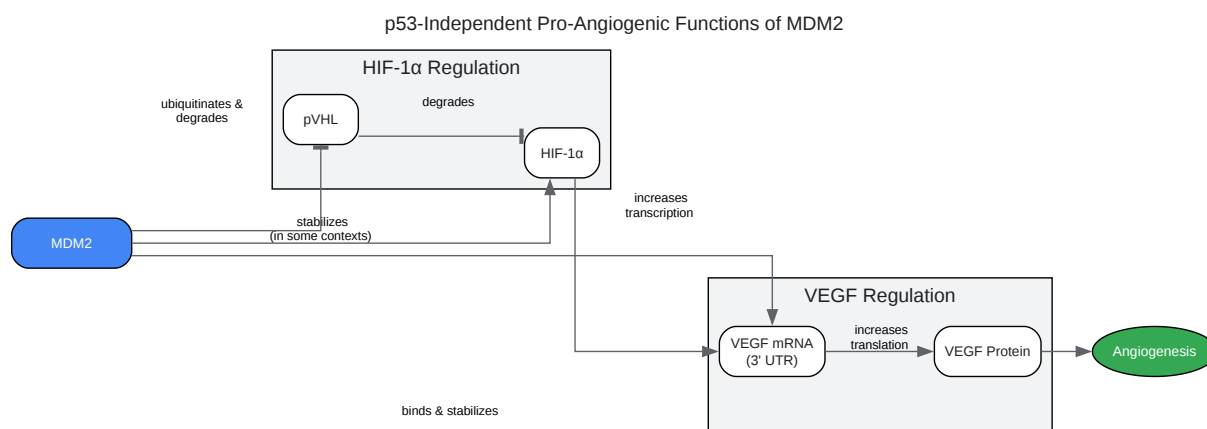 p53-Independent Pro-Angiogenic Functions of MDM2
HIF-1α Regulation
ubiquitinates &
degrades
pVHL
degrades
HIF-1α
increases
transcription
MDM2
stabilizes
(in some contexts)
VEGF Regulation
VEGF mRNA
(3' UTR)
increases
translation
VEGF Protein
Angiogenesis
binds & stabilizes